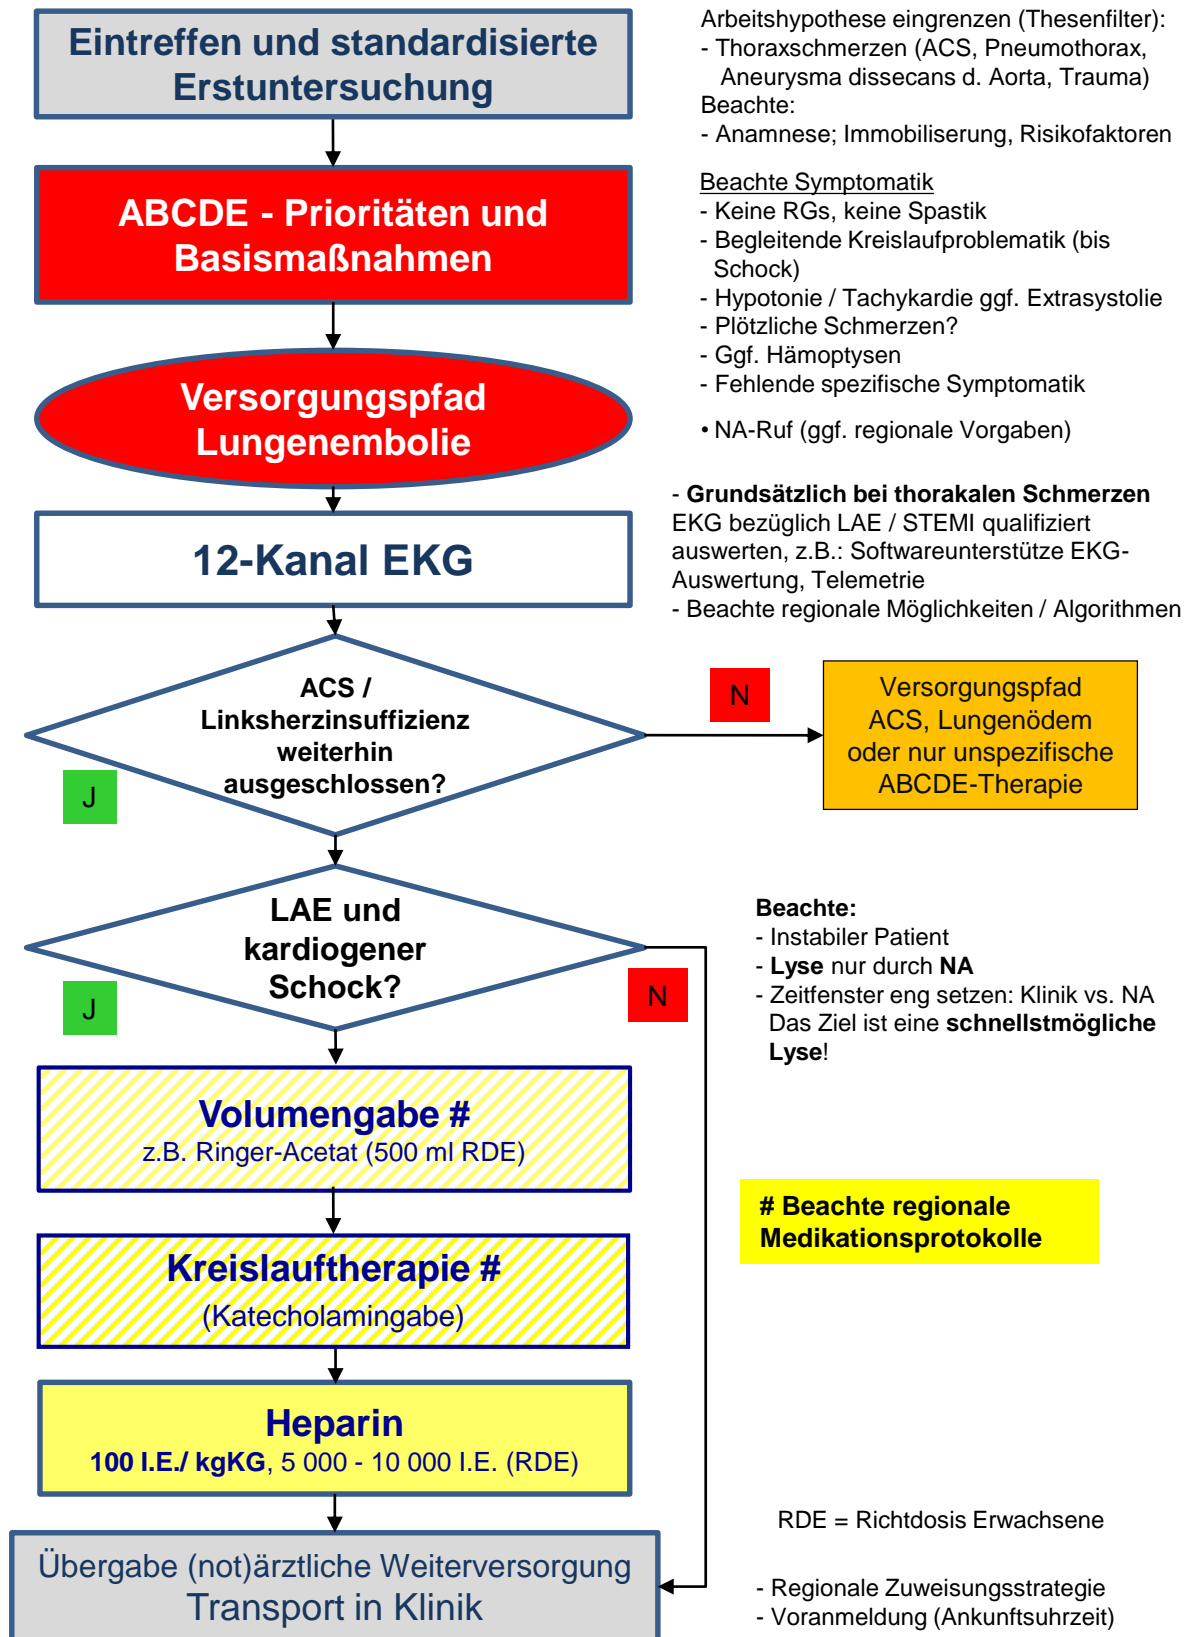 Eintreffen und standardisierte
Erstuntersuchung
Arbeitshypothese eingrenzen (Thesenfilter):
- Thoraxschmerzen (ACS, Pneumothorax,
Aneurysma dissecans d. Aorta, Trauma)
Beachte:
- Anamnese; Immobiliserung, Risikofaktoren
ABCDE - Prioritäten und
Basismaßnahmen
Beachte Symptomatik
- Keine RGs, keine Spastik
- Begleitende Kreislaufproblematik (bis
Schock)
- Hypotonie / Tachykardie ggf. Extrasystolie
- Plötzliche Schmerzen?
- Ggf. Hämoptysen
- Fehlende spezifische Symptomatik
• NA-Ruf (ggf. regionale Vorgaben)
Versorgungspfad
Lungenembolie
12-Kanal EKG
- Grundsätzlich bei thorakalen Schmerzen
EKG bezüglich LAE / STEMI qualifiziert
auswerten, z.B.: Softwareunterstüze EKG-
Auswertung, Telemetrie
- Beachte regionale Möglichkeiten / Algorithmen
ACS /
Linksherzinsuffizienz
weiterhin
ausgeschlossen?
N
Versorgungspfad
ACS, Lungenödem
oder nur unspezifische
ABCDE-Therapie
J
LAE und
kardiogener
Schock?
J
N
Beachte:
- Instabiler Patient
- Lyse nur durch NA
- Zeitfenster eng setzen: Klinik vs. NA
Das Ziel ist eine schnellstmögliche
Lyse!
Volumengabe #
z.B. Ringer-Acetat (500 ml RDE)
# Beachte regionale
Medikationsprotokolle
Kreislauftherapie #
(Katecholamingabe)
Heparin
100 I.E./ kgKG, 5 000 - 10 000 I.E. (RDE)
RDE = Richtdosis Erwachsene
Übergabe (not)ärztliche Weiterversorgung
Transport in Klinik
- Regionale Zuweisungsstrategie
- Voranmeldung (Ankunftsuhrzeit)